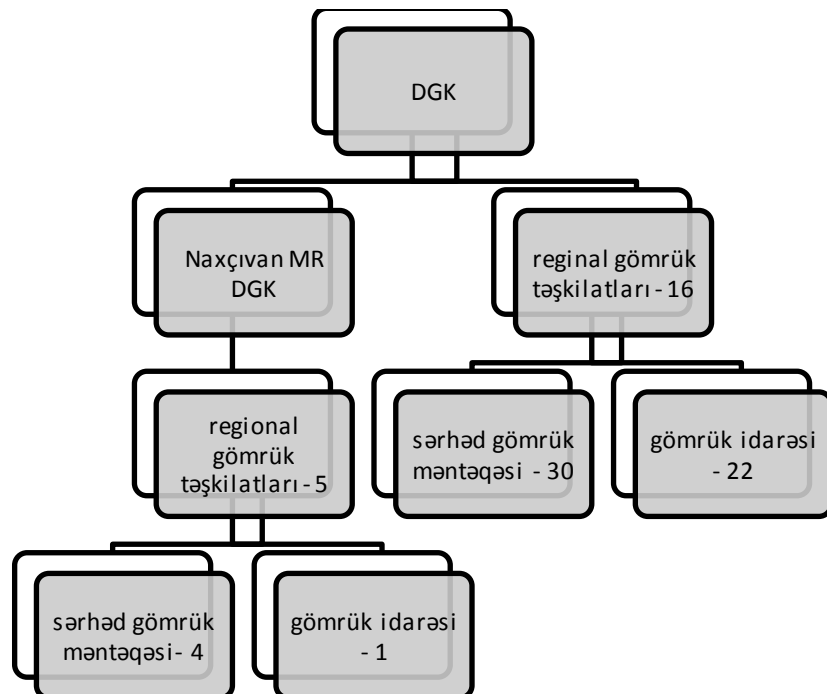 DGK
Naxçıvan MR
DGK
reginal gömrük
təşkilatları - 16
regional
gömrük
təşkilatları - 5
sərhəd gömrük
məntəqəsi - 30
gömrük idarəsi
- 22
sərhəd gömrük
məntəqəsi - 4
gömrük idarəsi
- 1